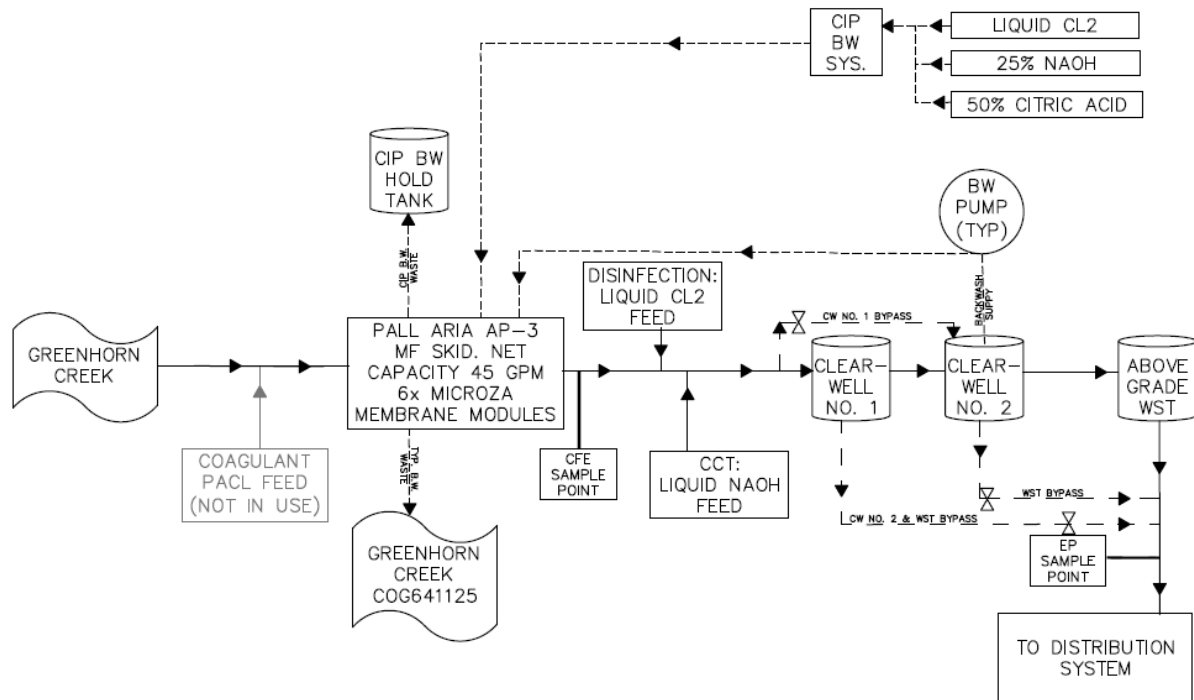 CIP
BW
SYS.
LIQUID CL2
25% NAOH
50% CITRIC ACID
CIP BW
HOLD
TANK
BW
PUMP
(TYP)
CIP B.W
WASTE
BACKWASH
SUPPY
DISINFECTION:
LIQUID CL2
FEED
CW NO. 1 BYPASS
GREENHORN
CREEK
PALL ARIA AP-3
MF SKID. NET
CAPACITY 45 GPM
6x MICROZA
MEMBRANE MODULES
CLEAR-
WELL
NO. 1
CLEAR-
WELL
NO. 2
ABOVE
GRADE
WST
COAGULANT
PACL FEED
(NOT IN USE)
TYP. B.W.
WASTE
CFE
SAMPLE
POINT
CCT:
LIQUID NAOH
FEED
WST BYPASS
CW NO. 2 & WST BYPASS
GREENHORN
CREEK
COG641125
EP
SAMPLE
POINT
TO DISTRIBUTION
SYSTEM